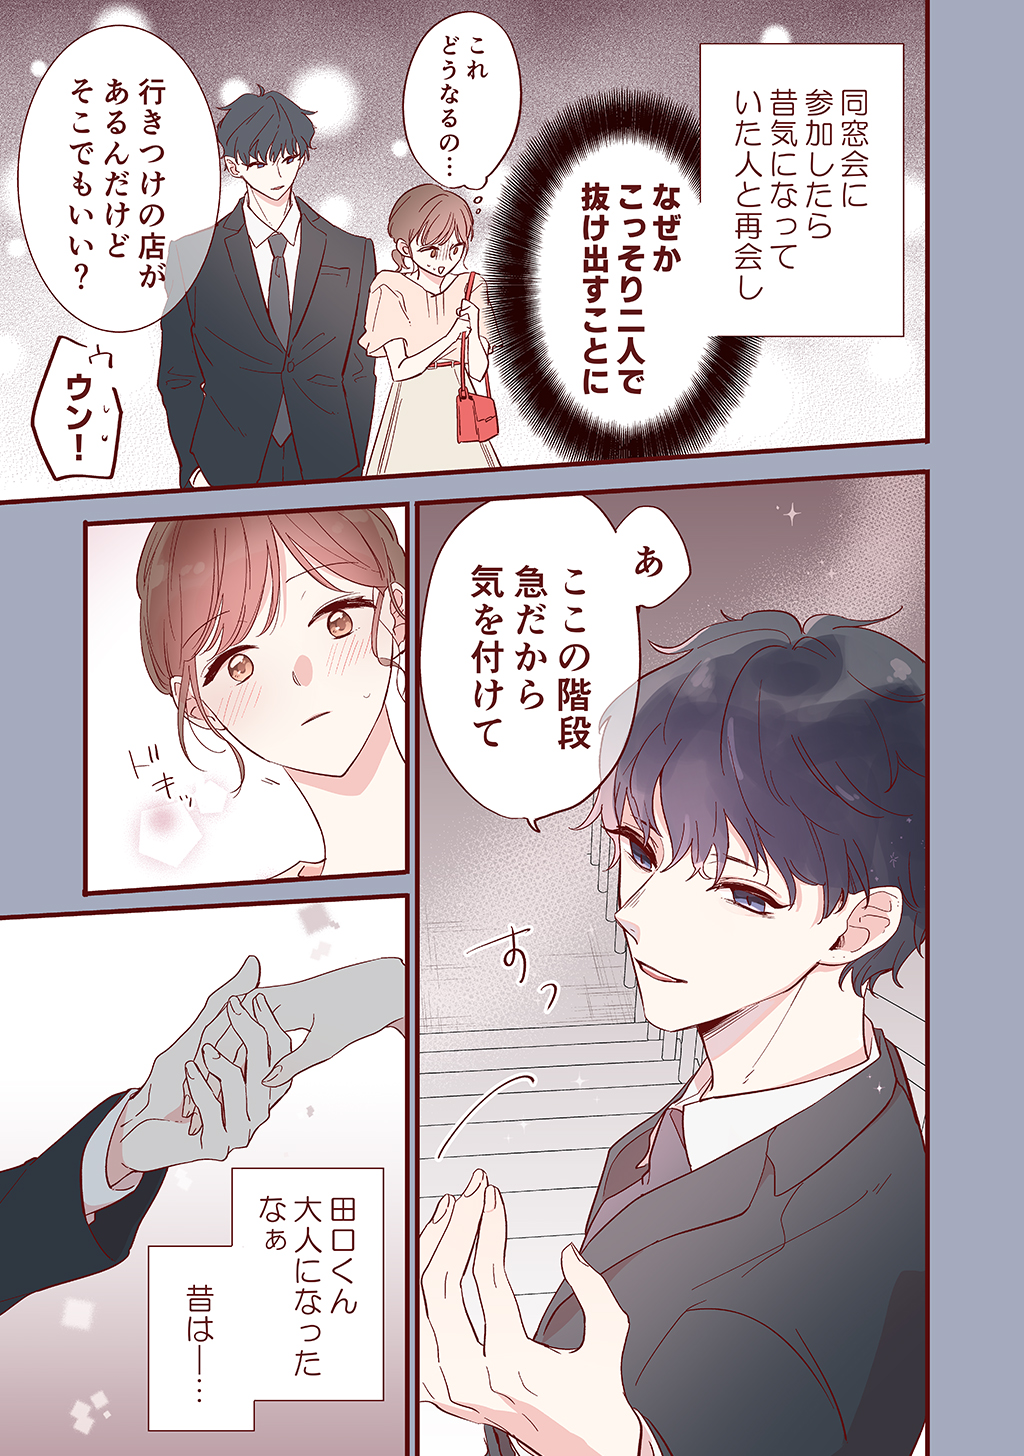 同窓会に
参加したら
昔気になって
いた人と再会し
なぜか
こっそり二人で
抜け出すことに
これ
どうなるの…
行きつけの店が
あるんだけど
そこでもいい？
ウ
ウン！
あ
ここの階段
急だから
気を付けて
すっ
ドキッ
田口くん
大人になった
なぁ
昔は―…